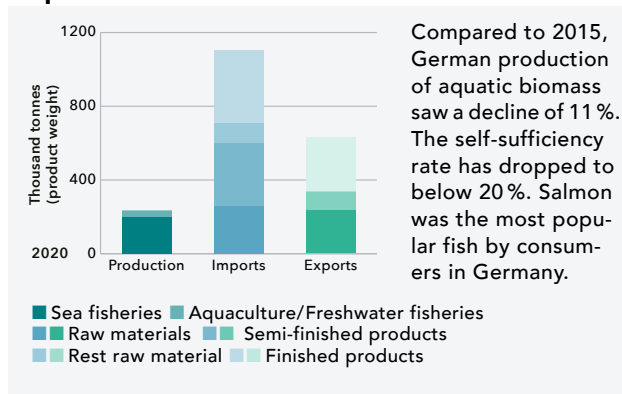 1200
800
400
2020 0
Thousand tonnes
(product weight)
Production Imports Exports
Compared to 2015,
German production
of aquatic biomass
saw a decline of 11 %.
The self-sufficiency
rate has dropped to
below 20 %. Salmon
was the most popu-
lar fish by consum-
ers in Germany.
Sea fisheries Aquaculture/Freshwater fisheries
Raw materials Semi-finished products
Rest raw material Finished products